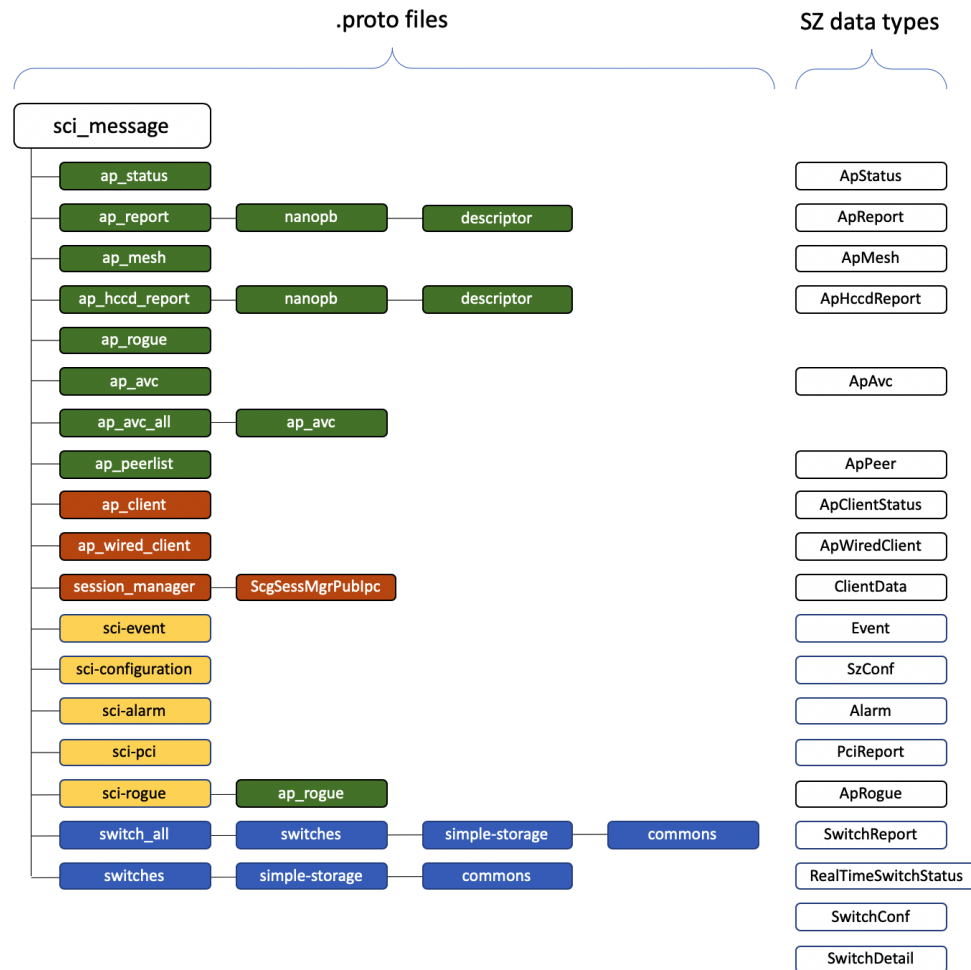 .proto files
SZ data types
sci_message
ap_status
ApStatus
ap_report nanopb descriptor
ApReport
ap_mesh
ApMesh
ap_hccd_report nanopb descriptor
ApHccdReport
ap_rogue
ap_avc
ApAvc
ap_avc_all ap_avc
ap_peerlist
ApPeer
ap_client
ApClientStatus
ap_wired_client
ApWiredClient
session_manager ScgSessMgrPubIpc
ClientData
sci-event
Event
sci-configuration
SzConf
sci-alarm
Alarm
sci-pci
PciReport
sci-rogue ap_rogue
ApRogue
switch_all switches simple-storage commons
SwitchReport
switches simple-storage commons
RealTimeSwitchStatus
SwitchConf
SwitchDetail